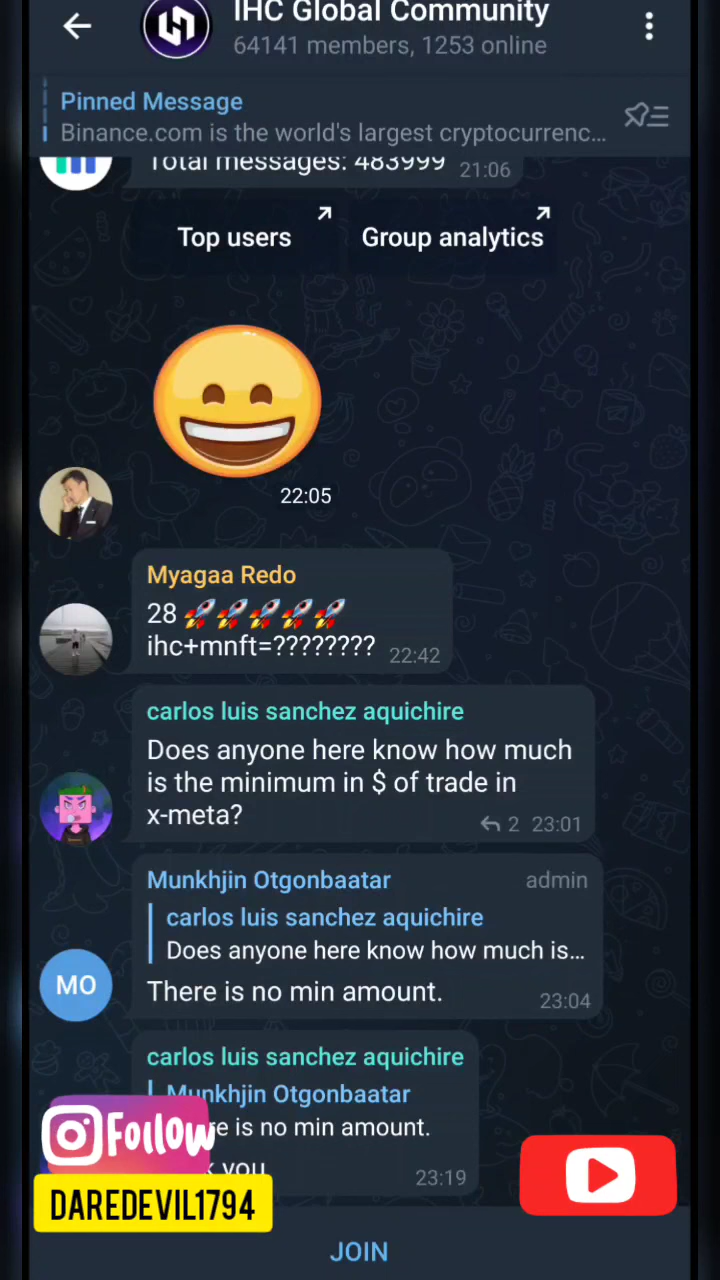 IHC Global Community
64141 members, 1253 online
Pinned Message
Binance.com is the world's largest cryptocurrenc...
Total messages: 483999 21:06
Top users
Group analytics
22:05
Myagaa Redo
28 🚀🚀🚀🚀🚀
ihc+mnft=???????? 22:42
carlos luis sanchez aquichire
Does anyone here know how much
is the minimum in $ of trade in
x-meta?
2 23:01
Munkhjin Otgonbaatar admin
carlos luis sanchez aquichire
Does anyone here know how much is...
MO
There is no min amount.
23:04
carlos luis sanchez aquichire
Munkhjin Otgonbaatar
re is no min amount.
you
23:19
Follow
DAREDEVIL1794
JOIN